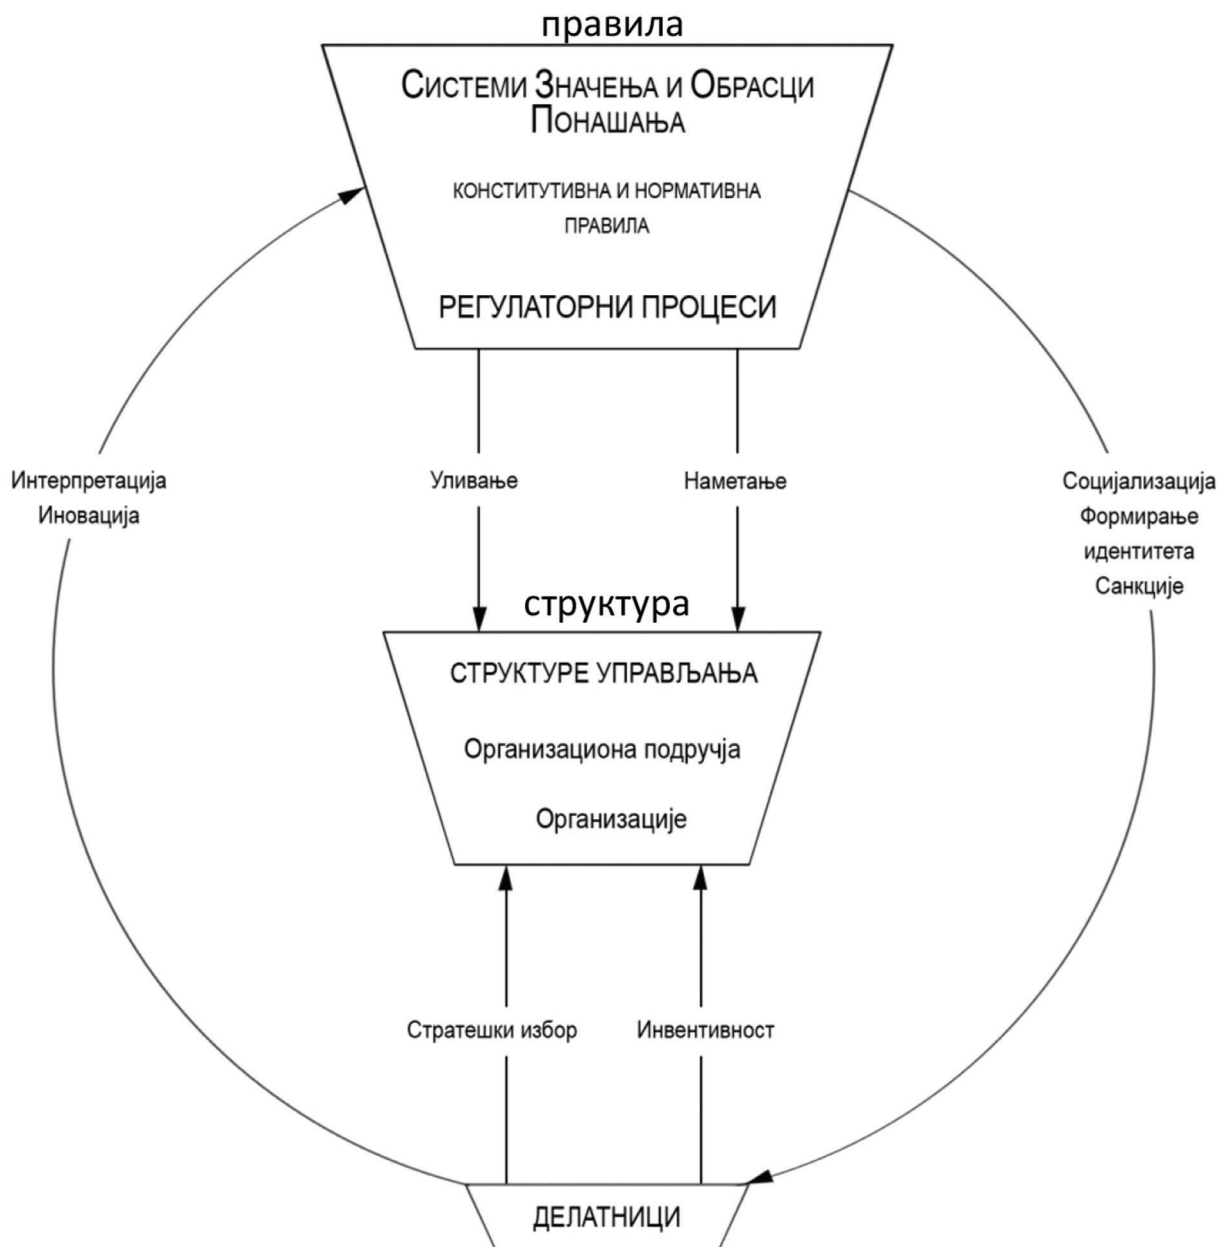 правила
Системи Значења и Обрасци
Понашања
КОНСТИТУТИВНА И НОРМАТИВНА
ПРАВИЛА
РЕГУЛАТОРНИ ПРОЦЕСИ
Интерпретација
Иновација
Уливање
Наметање
Социјализација
Формирање
идентитета
Санкције
структура
СТРУКТУРЕ УПРАВЉАЊА
Организациона подручја
Организације
Стратешки избор
Инвентивност
ДЕЛАТНИЦИ